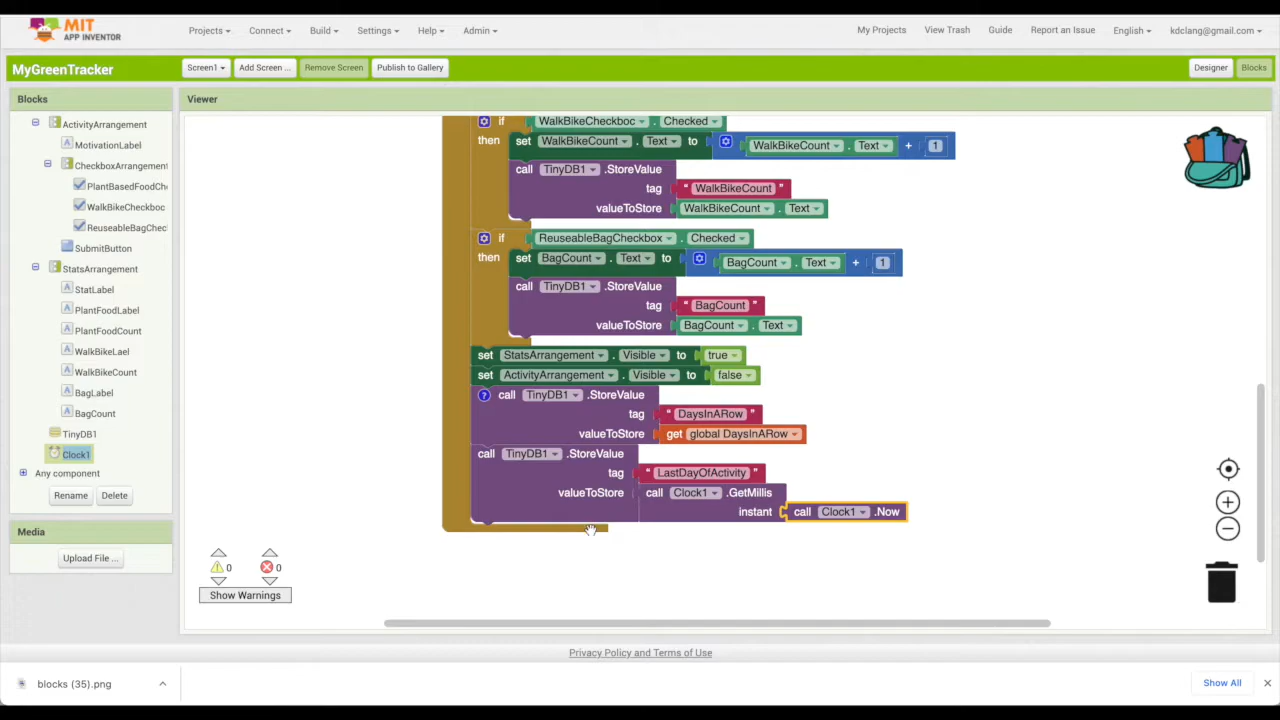 MIT
APP INVENTOR
Projects Connect Build Settings Help Admin My Projects View Trash Guide Report an Issue English kdclang@gmail.com
MyGreenTracker Screen1 Add Screen ... Remove Screen Publish to Gallery Designer Blocks
Blocks
ActivityArrangement
MotivationLabel
CheckboxArrangement
PlantBasedFoodChe
WalkBikeCheckboc
ReuseableBagChec
SubmitButton
StatsArrangement
StatLabel
PlantFoodLabel
PlantFoodCount
WalkBikeLael
WalkBikeCount
BagLabel
BagCount
TinyDB1
Clock1
Any component
Rename Delete
Media
Upload File ...
Viewer
if WalkBikeCheckboc . Checked
then set WalkBikeCount . Text to WalkBikeCount . Text + 1
call TinyDB1 .StoreValue
tag " WalkBikeCount "
valueToStore WalkBikeCount . Text
if ReuseableBagCheckbox . Checked
then set BagCount . Text to BagCount . Text + 1
call TinyDB1 .StoreValue
tag " BagCount "
valueToStore BagCount . Text
set StatsArrangement . Visible to true
set ActivityArrangement . Visible to false
? call TinyDB1 .StoreValue
tag " DaysInARow "
valueToStore get global DaysInARow
call TinyDB1 .StoreValue
tag " LastDayOfActivity "
valueToStore call Clock1 .GetMillis
instant call Clock1 .Now
0 0
Show Warnings
Privacy Policy and Terms of Use
blocks (35).png Show All